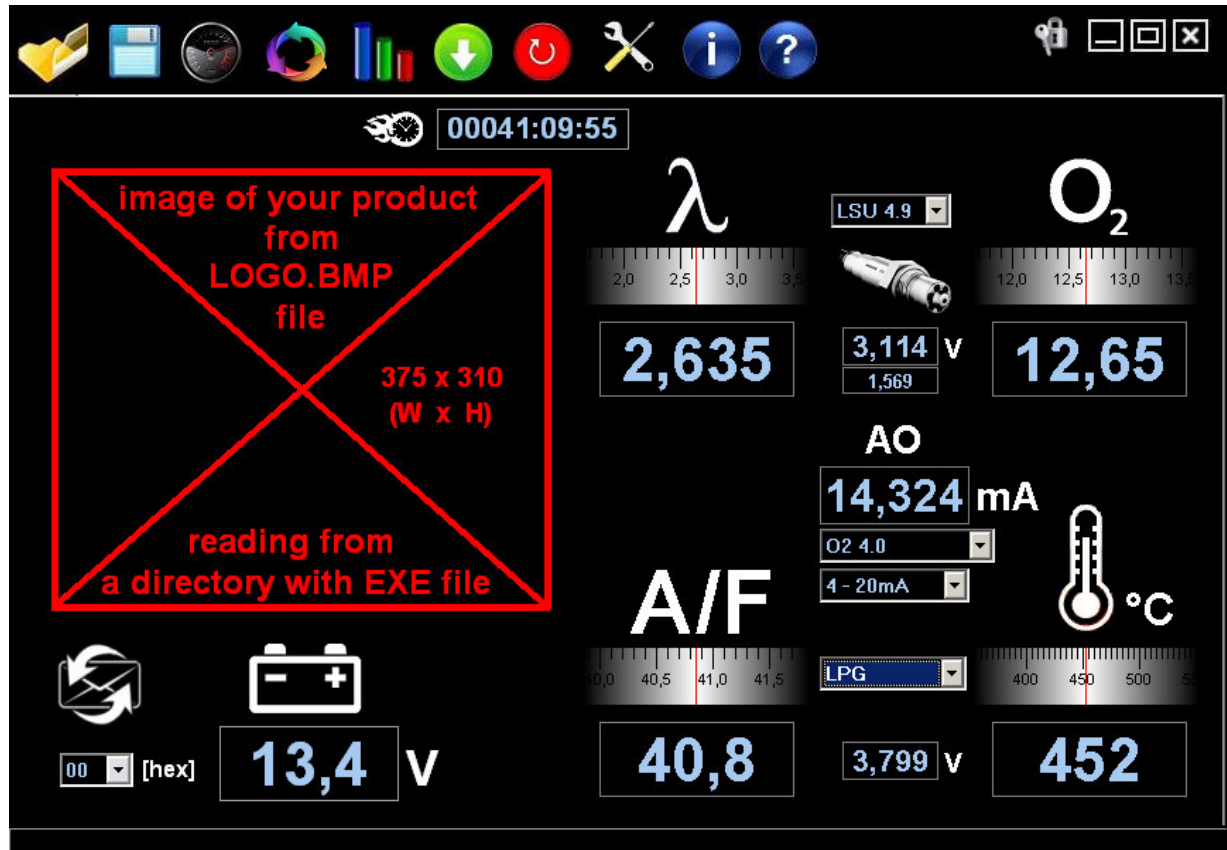 00041:09:55
image of your product
from
LOGO.BMP
file
375 x 310
(W x H)
reading from
a directory with EXE file
λ
2,0 2,5 3,0 3,5
2,635
LSU 4.9
3,114 V
1,569
O2
12,0 12,5 13,0 13,5
12,65
AO
14,324 mA
O2 4.0
4 - 20mA
°C
A/F
40,0 40,5 41,0 41,5
LPG
400 450 500
00 [hex]
- +
13,4 V
40,8
3,799 V
452